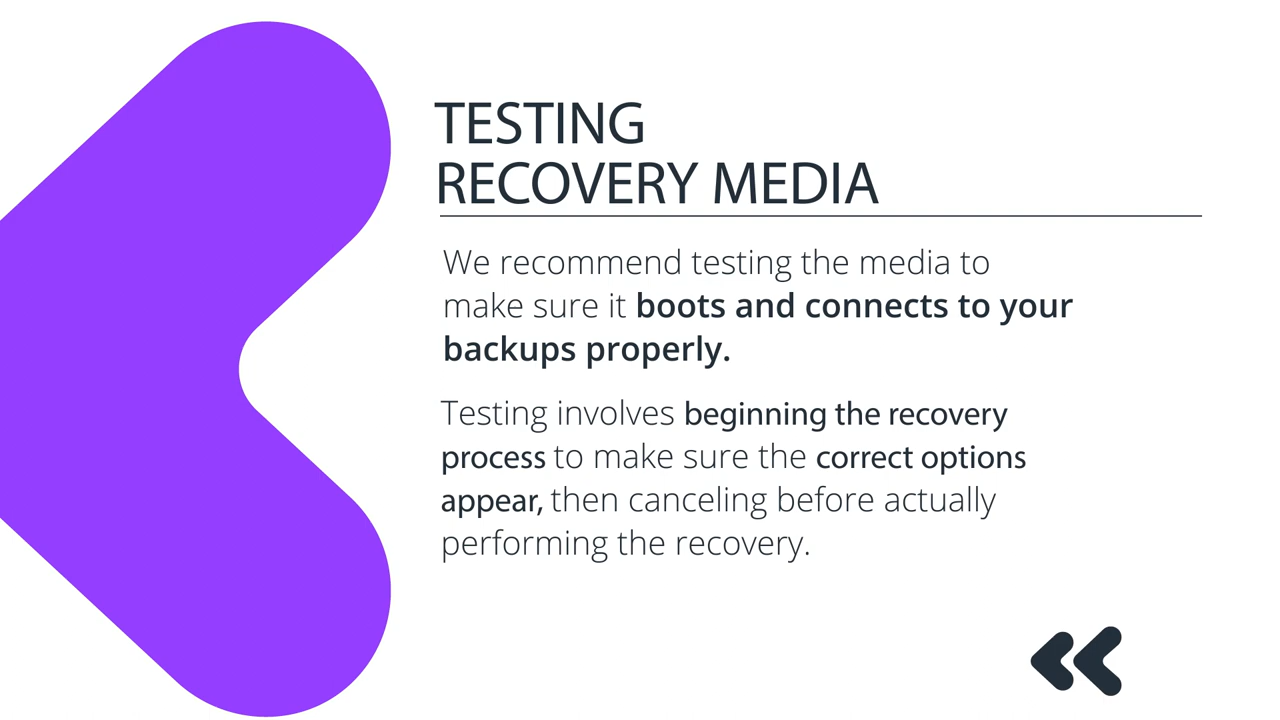 TESTING
RECOVERY MEDIA
We recommend testing the media to
make sure it boots and connects to your
backups properly.
Testing involves beginning the recovery
process to make sure the correct options
appear, then canceling before actually
performing the recovery.